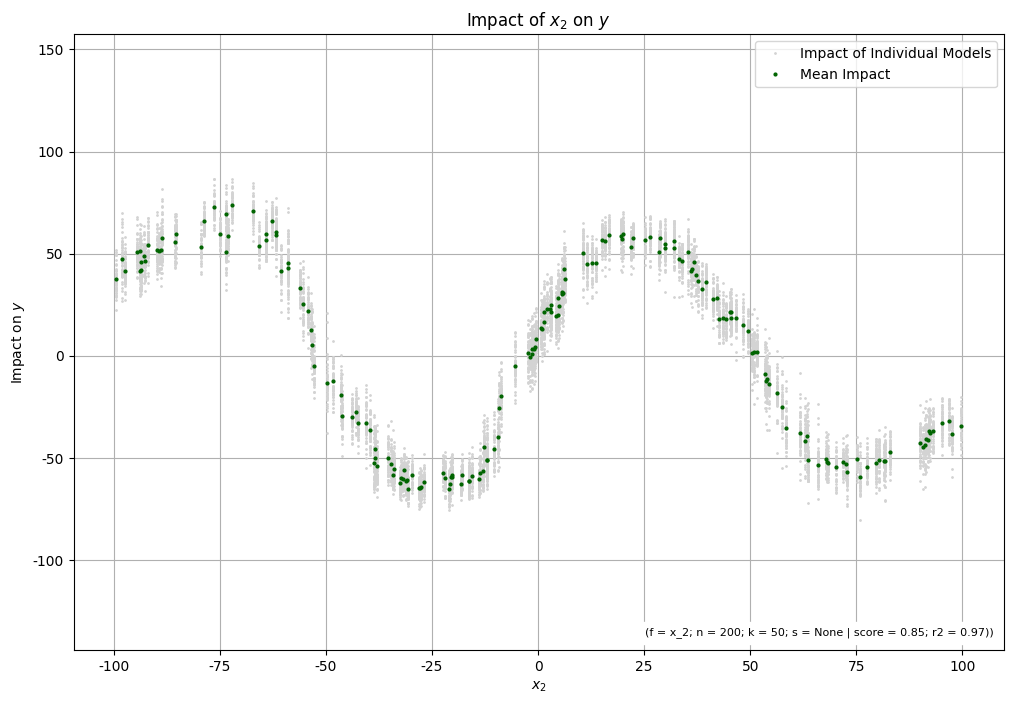 Impact of x₂ on y
150
100
50
0
-50
-100
Impact on y
Impact of Individual Models
Mean Impact
(f = x_2; n = 200; k = 50; s = None | score = 0.85; r2 = 0.97))
-100 -75 -50 -25 0 25 50 75 100
x₂